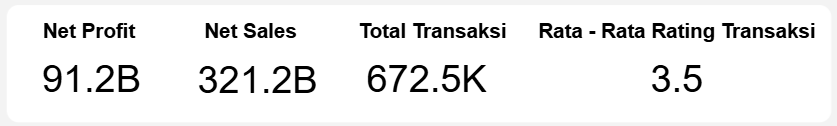 Net Profit Net Sales Total Transaksi Rata - Rata Rating Transaksi
91.2B 321.2B 672.5K 3.5